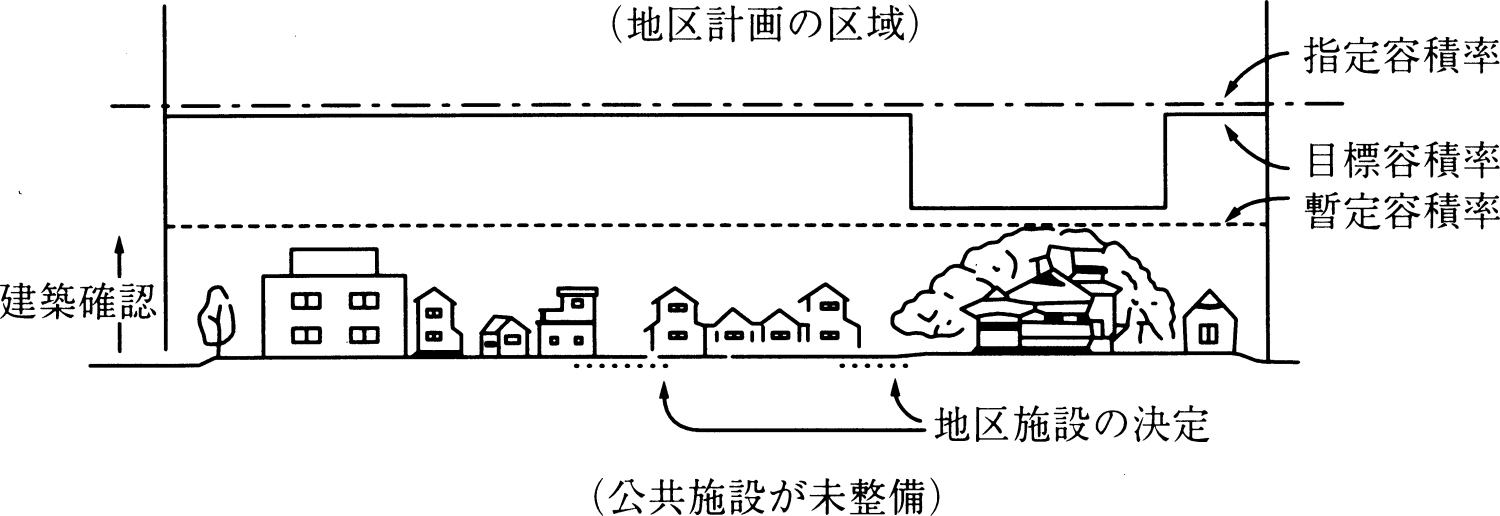 （地区計画の区域）
指定容積率
目標容積率
暫定容積率
建築確認
地区施設の決定
（公共施設が未整備）